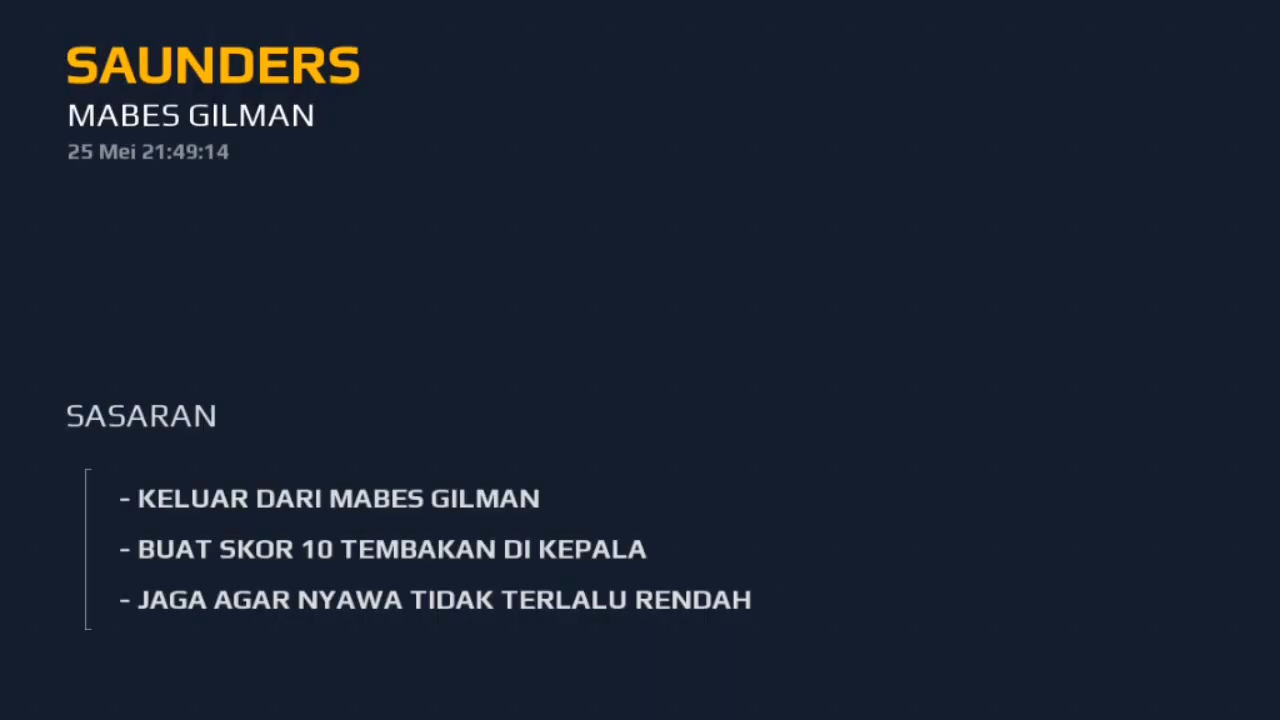 SAUNDERS
MABES GILMAN
25 Mei 21:49:14
SASARAN
- KELUAR DARI MABES GILMAN
- BUAT SKOR 10 TEMBAKAN DI KEPALA
- JAGA AGAR NYAWA TIDAK TERLALU RENDAH